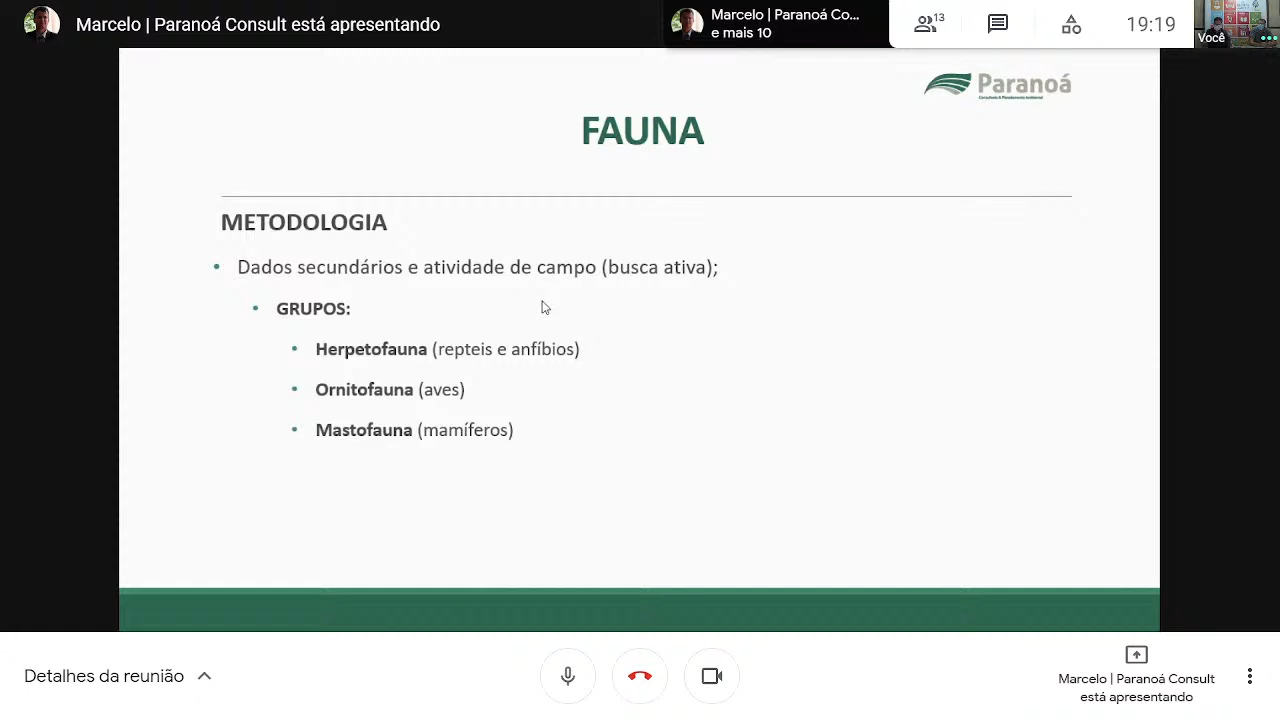 Marcelo | Paranoá Consult está apresentando
Marcelo | Paranoá Co...
e mais 10
13
19:19
Você
Paranoá
FAUNA
METODOLOGIA
• Dados secundários e atividade de campo (busca ativa);
• GRUPOS:
• Herpetofauna (repteis e anfíbios)
• Ornitofauna (aves)
• Mastofauna (mamíferos)
Detalhes da reunião
Marcelo | Paranoá Consult
está apresentando